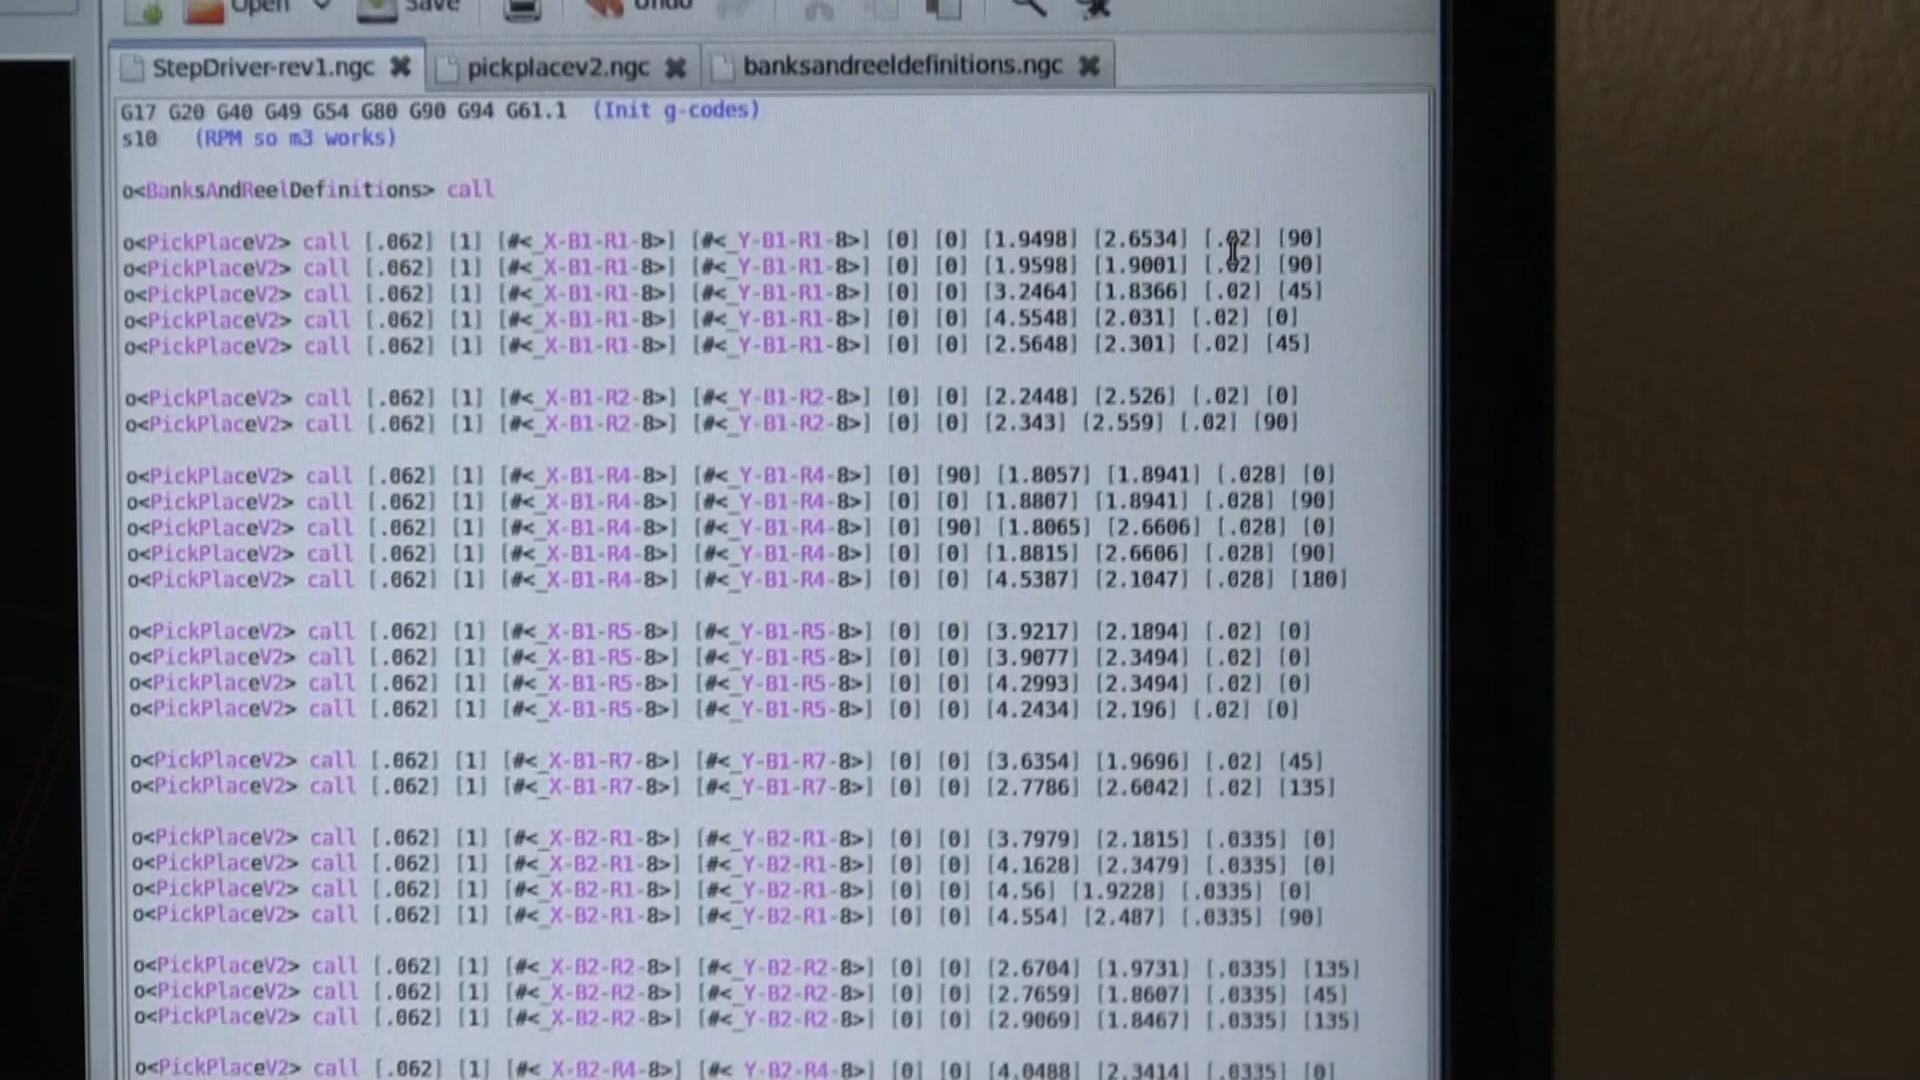 Open Save Undo
StepDriver-rev1.ngc pickplacev2.ngc banksandreeldefinitions.ngc
G17 G20 G40 G49 G54 G80 G90 G94 G61.1 (Init g-codes)
s10 (RPM so m3 works)
o<BanksAndReelDefinitions> call
o<PickPlaceV2> call [.062] [1] [#<_X-B1-R1-8>] [#<_Y-B1-R1-8>] [0] [0] [1.9498] [2.6534] [.02] [90]
o<PickPlaceV2> call [.062] [1] [#<_X-B1-R1-8>] [#<_Y-B1-R1-8>] [0] [0] [1.9598] [1.9001] [.02] [90]
o<PickPlaceV2> call [.062] [1] [#<_X-B1-R1-8>] [#<_Y-B1-R1-8>] [0] [0] [3.2464] [1.8366] [.02] [45]
o<PickPlaceV2> call [.062] [1] [#<_X-B1-R1-8>] [#<_Y-B1-R1-8>] [0] [0] [4.5548] [2.031] [.02] [0]
o<PickPlaceV2> call [.062] [1] [#<_X-B1-R1-8>] [#<_Y-B1-R1-8>] [0] [0] [2.5648] [2.301] [.02] [45]
o<PickPlaceV2> call [.062] [1] [#<_X-B1-R2-8>] [#<_Y-B1-R2-8>] [0] [0] [2.2448] [2.526] [.02] [0]
o<PickPlaceV2> call [.062] [1] [#<_X-B1-R2-8>] [#<_Y-B1-R2-8>] [0] [0] [2.343] [2.559] [.02] [90]
o<PickPlaceV2> call [.062] [1] [#<_X-B1-R4-8>] [#<_Y-B1-R4-8>] [0] [90] [1.8057] [1.8941] [.028] [0]
o<PickPlaceV2> call [.062] [1] [#<_X-B1-R4-8>] [#<_Y-B1-R4-8>] [0] [0] [1.8807] [1.8941] [.028] [90]
o<PickPlaceV2> call [.062] [1] [#<_X-B1-R4-8>] [#<_Y-B1-R4-8>] [0] [90] [1.8065] [2.6606] [.028] [0]
o<PickPlaceV2> call [.062] [1] [#<_X-B1-R4-8>] [#<_Y-B1-R4-8>] [0] [0] [1.8815] [2.6606] [.028] [90]
o<PickPlaceV2> call [.062] [1] [#<_X-B1-R4-8>] [#<_Y-B1-R4-8>] [0] [0] [4.5387] [2.1047] [.028] [180]
o<PickPlaceV2> call [.062] [1] [#<_X-B1-R5-8>] [#<_Y-B1-R5-8>] [0] [0] [3.9217] [2.1894] [.02] [0]
o<PickPlaceV2> call [.062] [1] [#<_X-B1-R5-8>] [#<_Y-B1-R5-8>] [0] [0] [3.9077] [2.3494] [.02] [0]
o<PickPlaceV2> call [.062] [1] [#<_X-B1-R5-8>] [#<_Y-B1-R5-8>] [0] [0] [4.2993] [2.3494] [.02] [0]
o<PickPlaceV2> call [.062] [1] [#<_X-B1-R5-8>] [#<_Y-B1-R5-8>] [0] [0] [4.2434] [2.196] [.02] [0]
o<PickPlaceV2> call [.062] [1] [#<_X-B1-R7-8>] [#<_Y-B1-R7-8>] [0] [0] [3.6354] [1.9696] [.02] [45]
o<PickPlaceV2> call [.062] [1] [#<_X-B1-R7-8>] [#<_Y-B1-R7-8>] [0] [0] [2.7786] [2.6042] [.02] [135]
o<PickPlaceV2> call [.062] [1] [#<_X-B2-R1-8>] [#<_Y-B2-R1-8>] [0] [0] [3.7979] [2.1815] [.0335] [0]
o<PickPlaceV2> call [.062] [1] [#<_X-B2-R1-8>] [#<_Y-B2-R1-8>] [0] [0] [4.1628] [2.3479] [.0335] [0]
o<PickPlaceV2> call [.062] [1] [#<_X-B2-R1-8>] [#<_Y-B2-R1-8>] [0] [0] [4.56] [1.9228] [.0335] [0]
o<PickPlaceV2> call [.062] [1] [#<_X-B2-R1-8>] [#<_Y-B2-R1-8>] [0] [0] [4.554] [2.487] [.0335] [90]
o<PickPlaceV2> call [.062] [1] [#<_X-B2-R2-8>] [#<_Y-B2-R2-8>] [0] [0] [2.6704] [1.9731] [.0335] [135]
o<PickPlaceV2> call [.062] [1] [#<_X-B2-R2-8>] [#<_Y-B2-R2-8>] [0] [0] [2.7659] [1.8607] [.0335] [45]
o<PickPlaceV2> call [.062] [1] [#<_X-B2-R2-8>] [#<_Y-B2-R2-8>] [0] [0] [2.9069] [1.8467] [.0335] [135]
o<PickPlaceV2> call [.062] [1] [#<_X-B2-R4-8>] [#<_Y-B2-R4-8>] [0] [0] [4.0488] [2.3414] [.0335] [0]